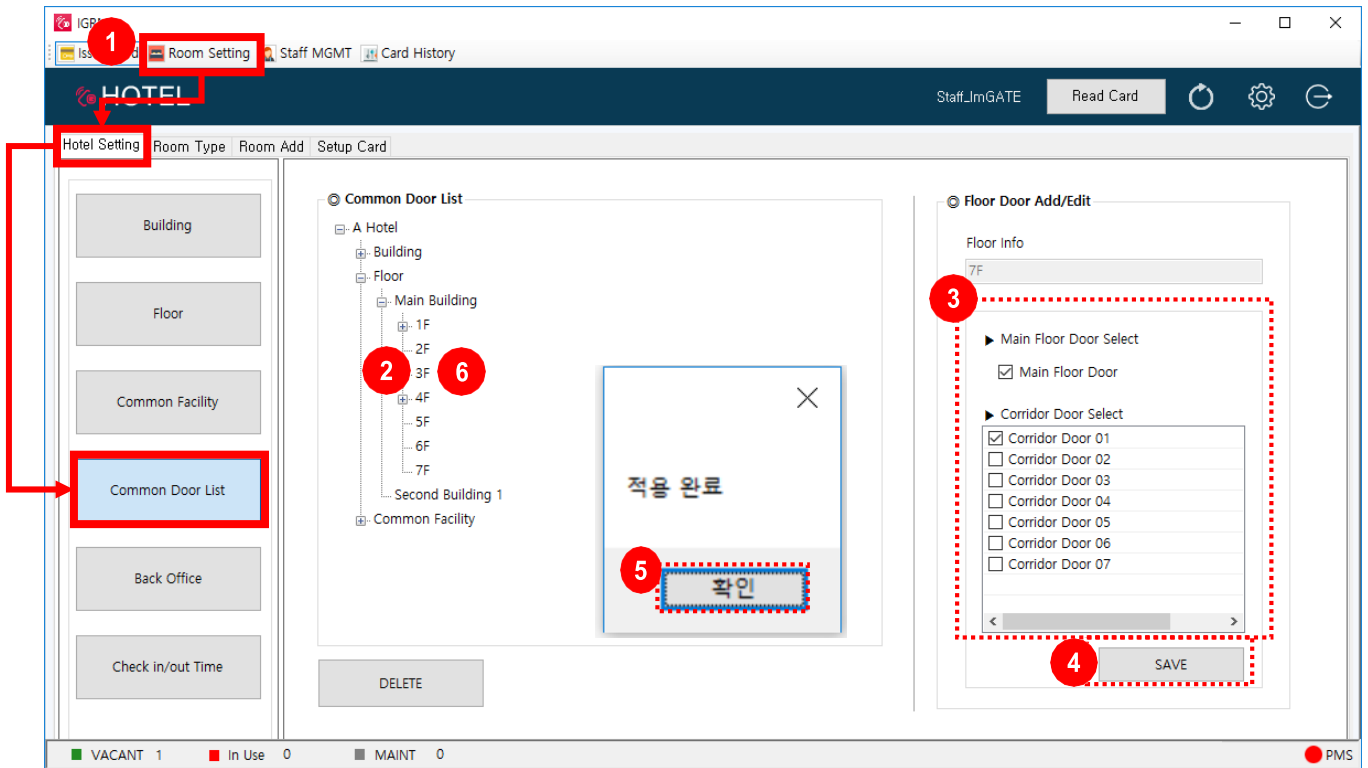 IGR
1
Room Setting
Staff MGMT
Card History
HOTEL
Staff_ImGATE
Read Card
Hotel Setting
Room Type
Room Add
Setup Card
Building
Floor
Common Facility
Common Door List
Back Office
Check in/out Time
◎ Common Door List
A Hotel
Building
Floor
Main Building
1F
2F
2
3F
6
4F
5F
6F
7F
Second Building 1
Common Facility
DELETE
적용 완료
5
확인
◎ Floor Door Add/Edit
Floor Info
7F
3
▶ Main Floor Door Select
Main Floor Door
▶ Corridor Door Select
Corridor Door 01
Corridor Door 02
Corridor Door 03
Corridor Door 04
Corridor Door 05
Corridor Door 06
Corridor Door 07
4
SAVE
VACANT 1
In Use 0
MAINT 0
PMS